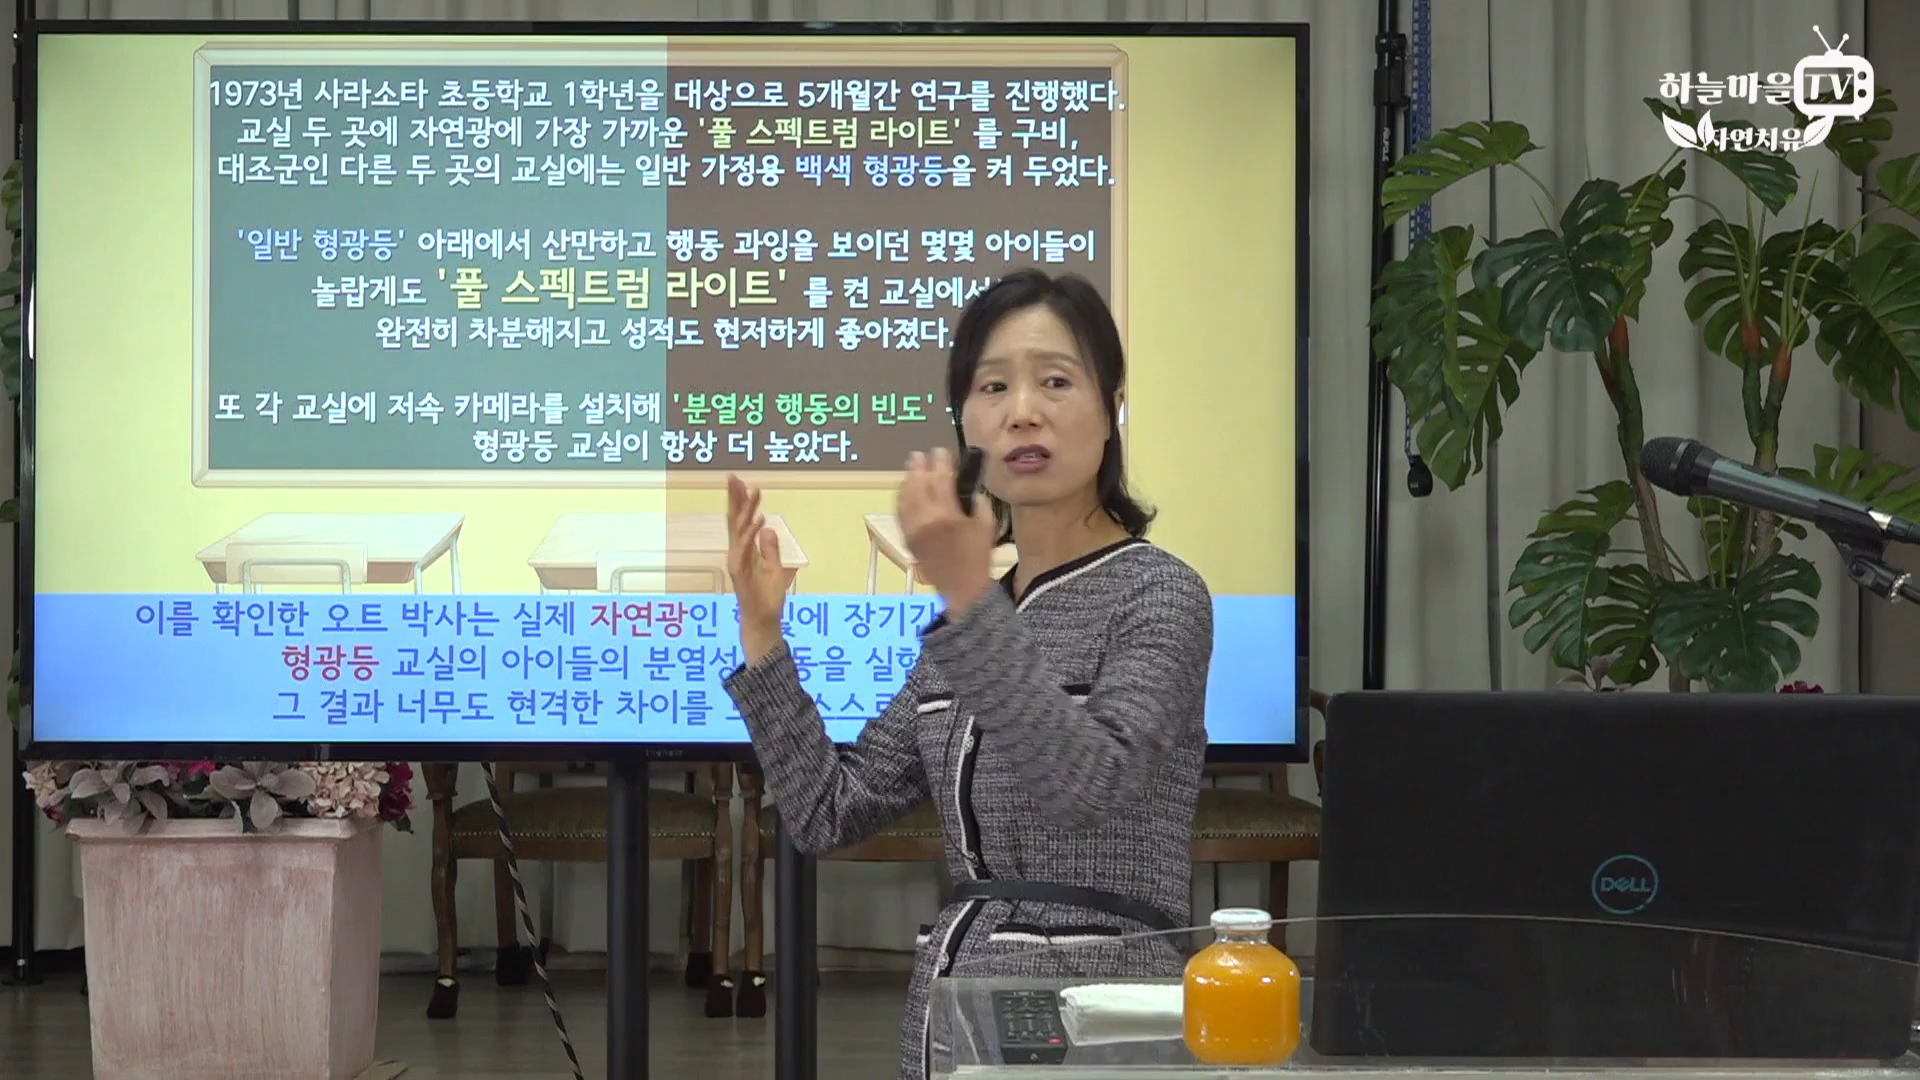 1973년 사라소타 초등학교 1학년을 대상으로 5개월간 연구를 진행했다.
교실 두 곳에 자연광에 가장 가까운 '풀 스펙트럼 라이트' 를 구비,
대조군인 다른 두 곳의 교실에는 일반 가정용 백색 형광등을 켜 두었다.
'일반 형광등' 아래에서 산만하고 행동 과잉을 보이던 몇몇 아이들이
놀랍게도 '풀 스펙트럼 라이트' 를 켠 교실에서
완전히 차분해지고 성적도 현저하게 좋아졌다.
또 각 교실에 저속 카메라를 설치해 '분열성 행동의 빈도'
형광등 교실이 항상 더 높았다.
이를 확인한 오트 박사는 실제 자연광인 장기간
형광등 교실의 아이들의 분열성
그 결과 너무도 현격한 차이를
하늘마을 TV
자연치유
DELL